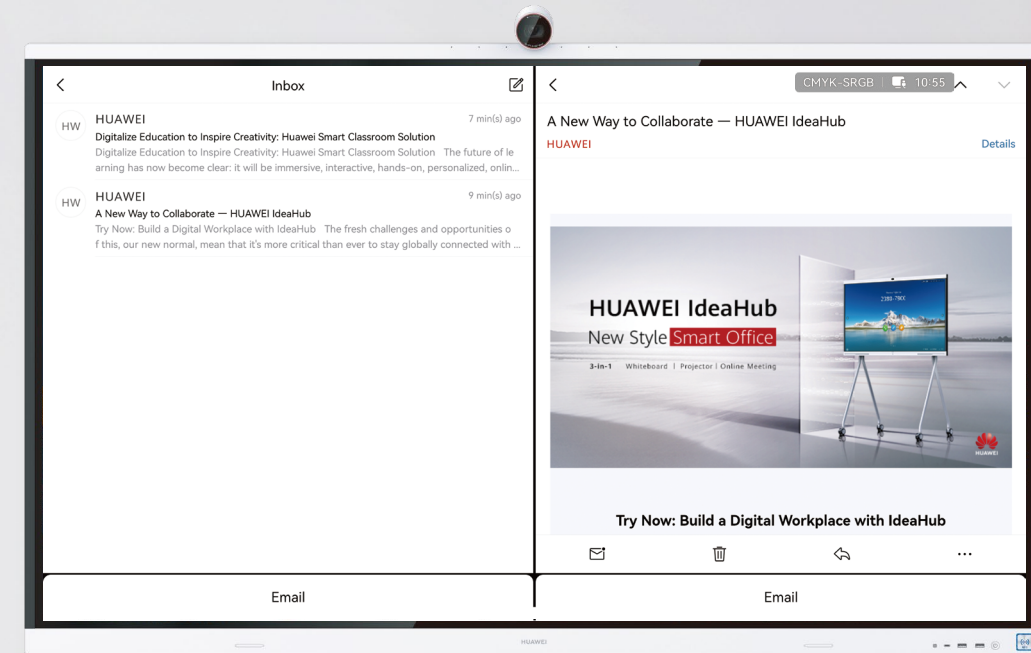 Inbox
HW
HUAWEI
7 min(s) ago
Digitalize Education to Inspire Creativity: Huawei Smart Classroom Solution
Digitalize Education to Inspire Creativity: Huawei Smart Classroom Solution The future of le
arning has now become clear: it will be immersive, interactive, hands-on, personalized, onlin...
HW
HUAWEI
9 min(s) ago
A New Way to Collaborate — HUAWEI IdeaHub
Try Now: Build a Digital Workplace with IdeaHub The fresh challenges and opportunities o
f this, our new normal, mean that it's more critical than ever to stay globally connected with ...
Email
CMYK-SRGB 10:55
A New Way to Collaborate — HUAWEI IdeaHub
HUAWEI
Details
HUAWEI IdeaHub
New Style Smart Office
3-in-1 Whiteboard | Projector | Online Meeting
HUAWEI
Try Now: Build a Digital Workplace with IdeaHub
Email
HUAWEI